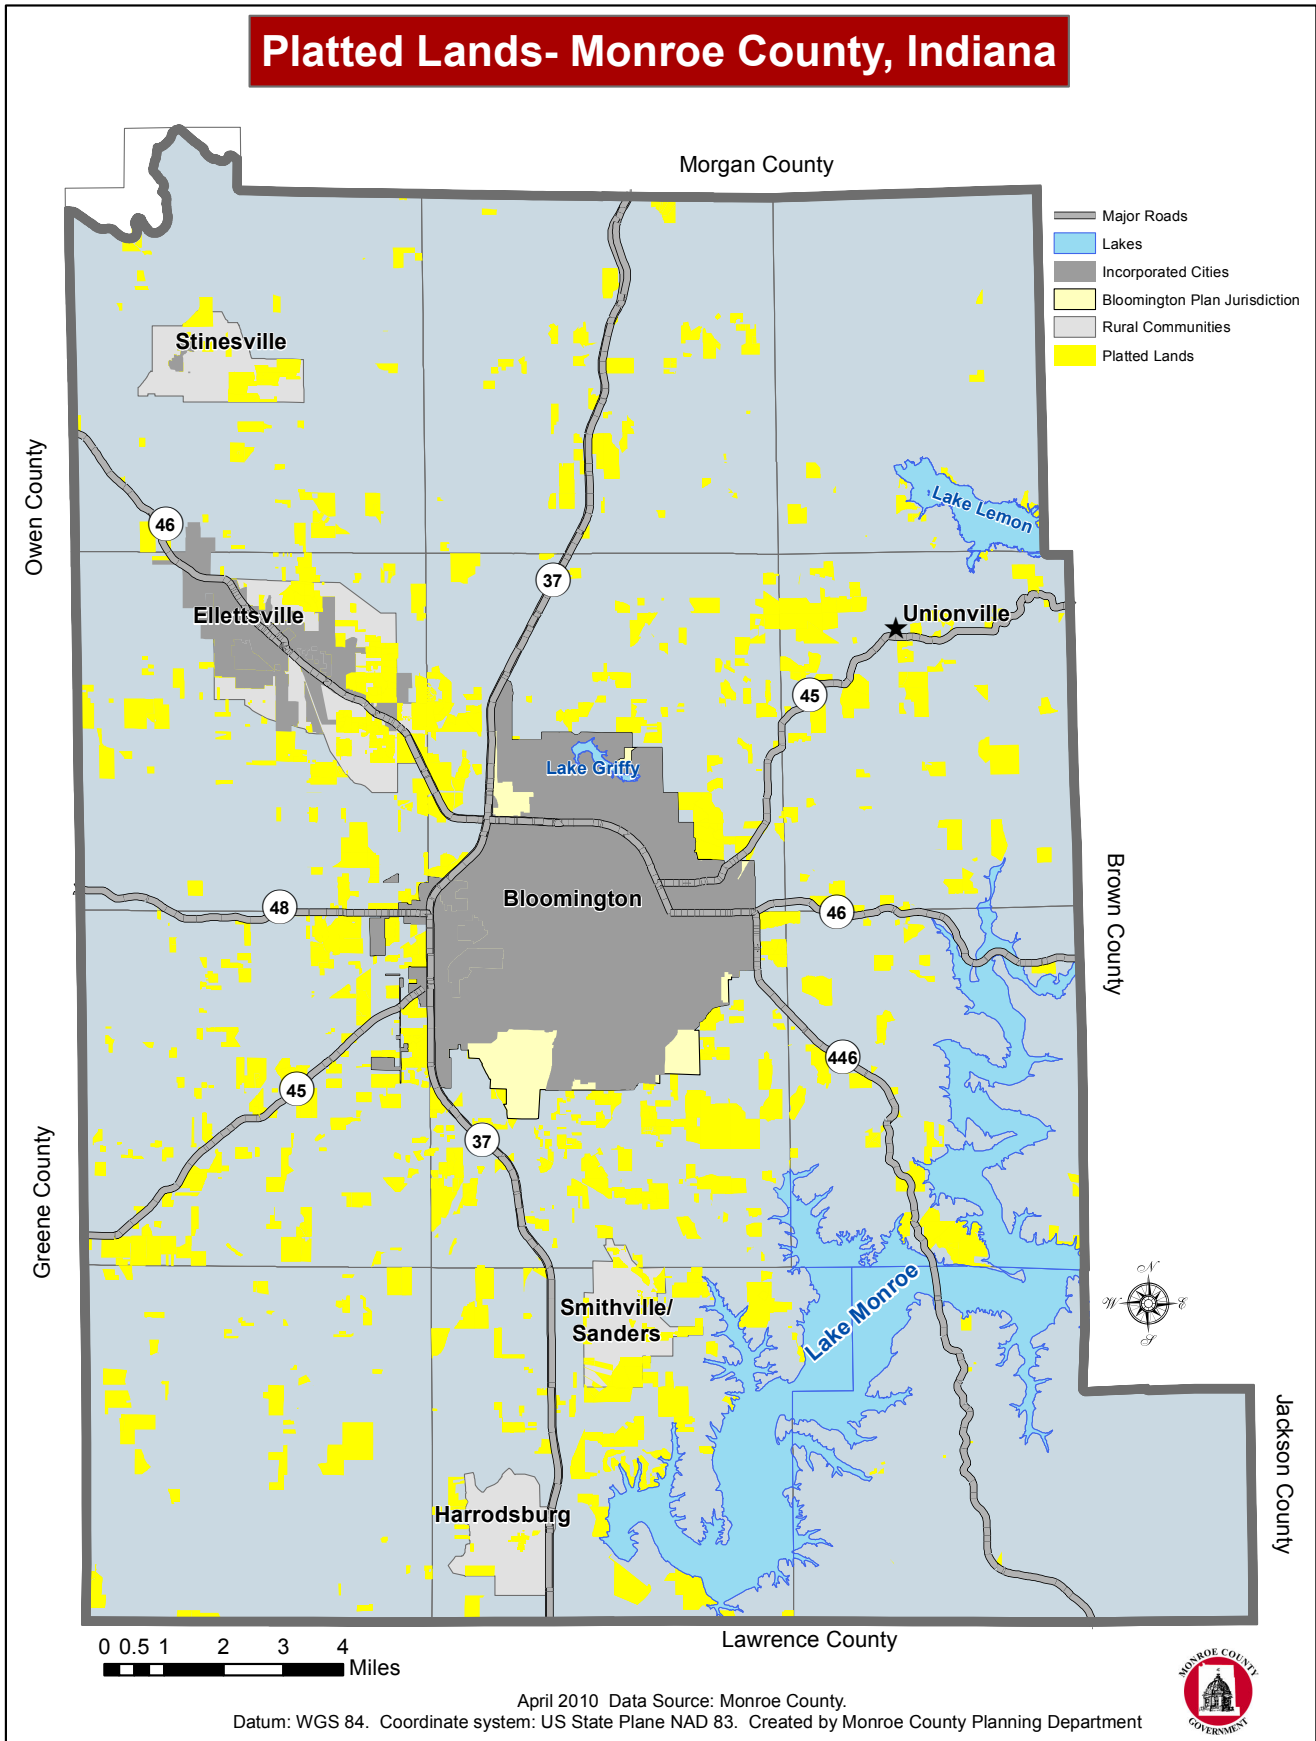 Platted Lands- Monroe County, Indiana
Morgan County
Major Roads
Lakes
Incorporated Cities
Bloomington Plan Jurisdiction
Rural Communities
Platted Lands
Stinesville
Owen County
Lake Lemon
46
37
Ellettsville
Unionville
45
Lake Griffy
Bloomington
48
46
Brown County
446
45
37
Greene County
N
W
E
S
Smithville/
Sanders
Lake Monroe
Jackson County
Harrodsburg
Lawrence County
0 0.5 1 2 3 4
Miles
MONROE COUNTY
GOVERNMENT
April 2010 Data Source: Monroe County.
Datum: WGS 84. Coordinate system: US State Plane NAD 83. Created by Monroe County Planning Department